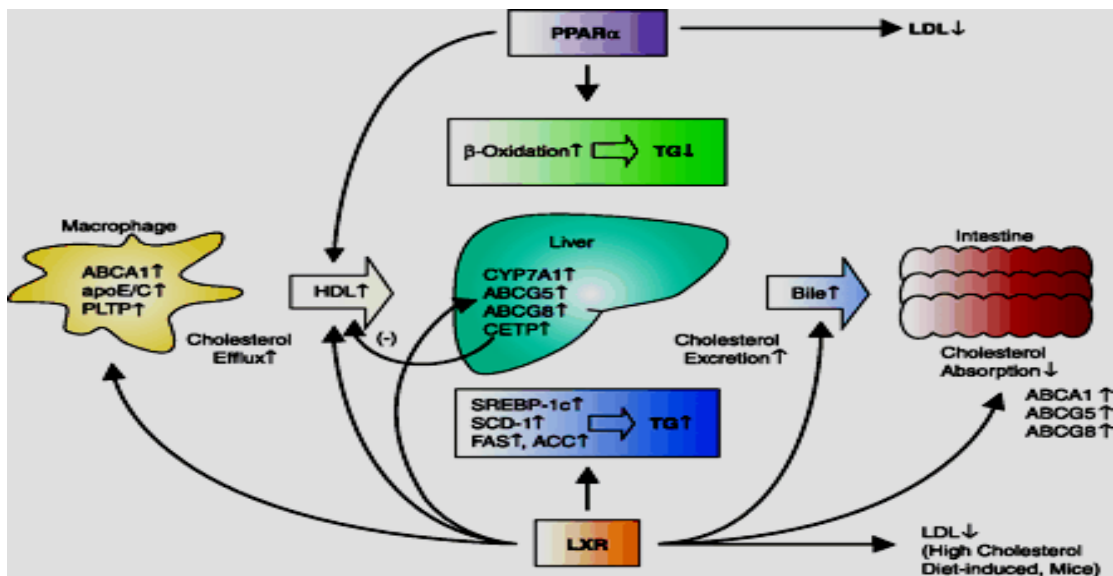 PPARα
LDL↓
β-Oxidation↑ TG↓
Macrophage
ABCA1↑
apoE/C↑
PLTP↑
HDL↑
Cholesterol
Efflux↑
(-)
Liver
CYP7A1↑
ABCG5↑
ABCG8↑
CETP↑
Bile↑
Cholesterol
Excretion↑
Intestine
Cholesterol
Absorption↓
ABCA1↑
ABCG5↑
ABCG8↑
SREBP-1c↑
SCD-1↑
FAS↑, ACC↑
TG↑
LXR
LDL↓
(High Cholesterol
Diet-induced, Mice)